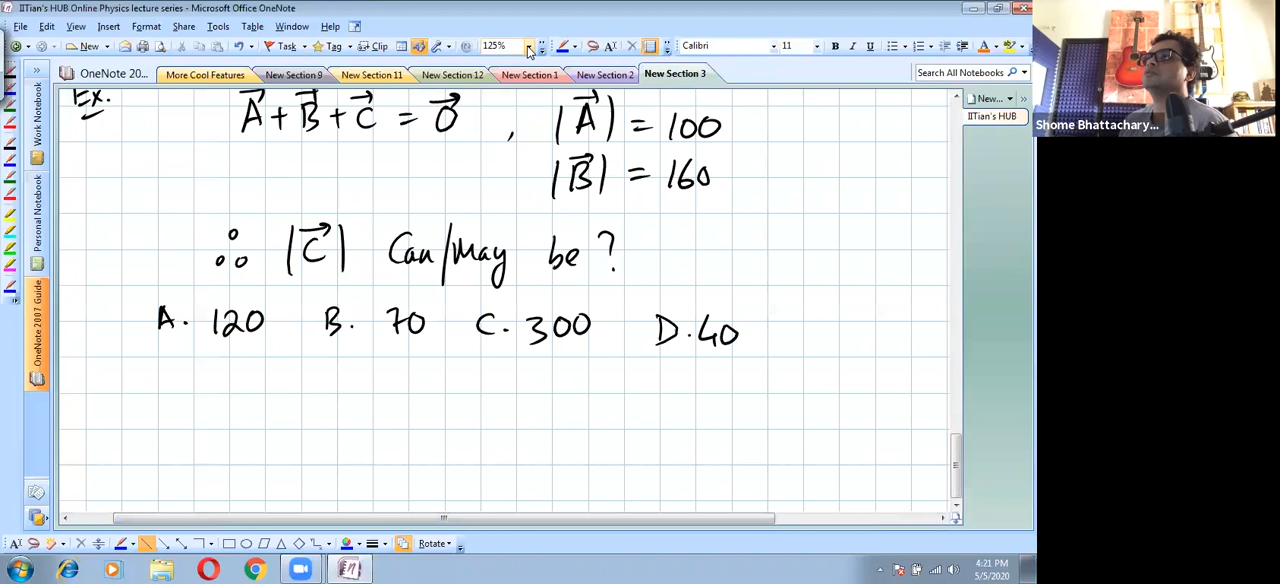 IITian's HUB Online Physics lecture series - Microsoft Office OneNote
File Edit View Insert Format Share Tools Table Window Help
New Task Tag Clip 125% Calibri 11 B I U A
OneNote 20... More Cool Features New Section 9 New Section 11 New Section 12 New Section 1 New Section 2 New Section 3 Search All Notebooks
New...
IITian's HUB
Work Notebook
Personal Notebook
OneNote 2007 Guide
Ex. A⃗ + B⃗ + C⃗ = O⃗ , |A⃗| = 100
|B⃗| = 160
∴ |C⃗| Can/May be ?
A. 120 B. 70 C. 300 D. 40
Shome Bhattachary...
Rotate
4:21 PM
5/5/2020